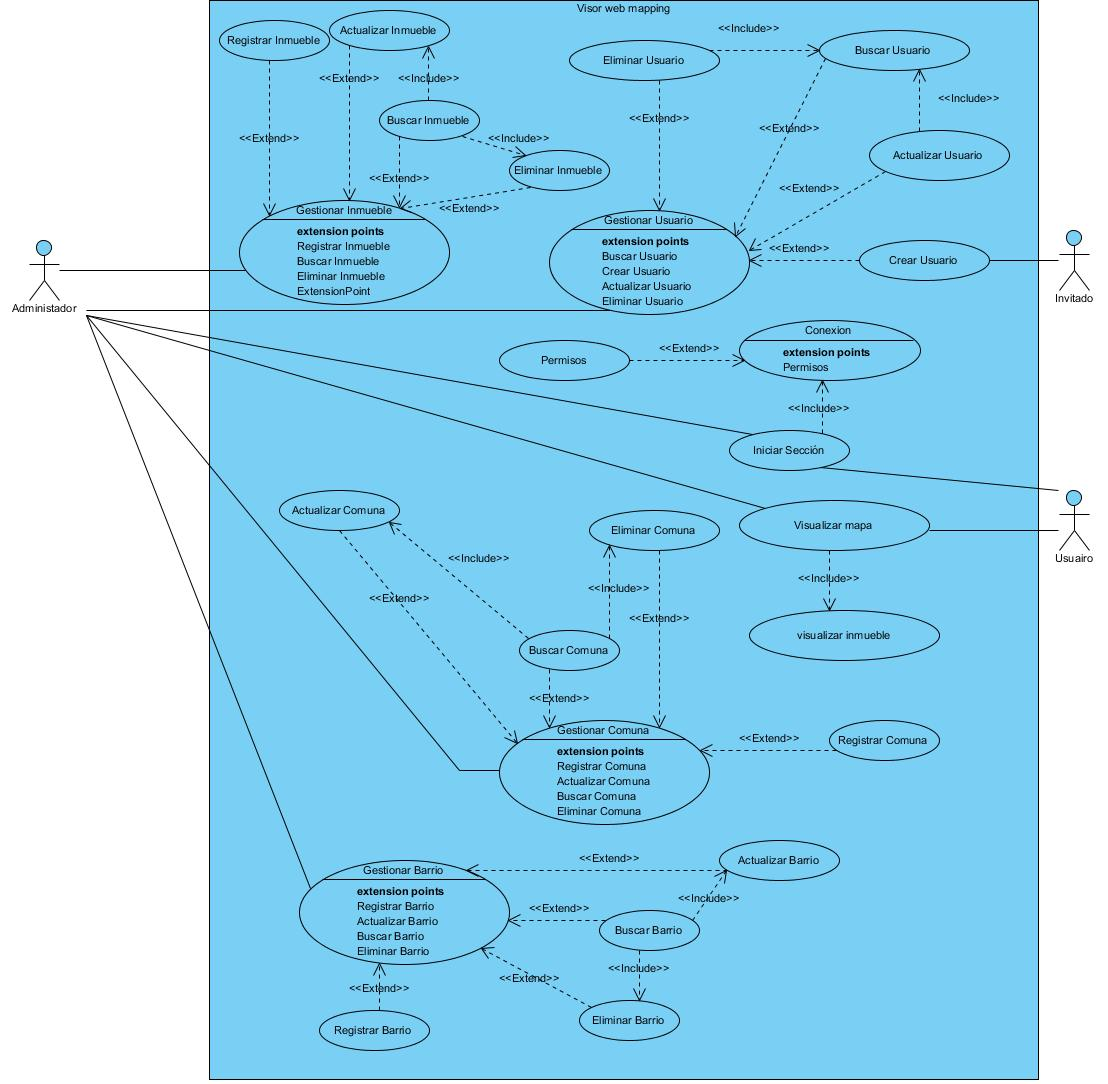 Visor web mapping
Registrar Inmueble
Actualizar Inmueble
<<Extend>>
<<Include>>
<<Extend>>
Buscar Inmueble
<<Include>>
Eliminar Inmueble
<<Extend>>
<<Extend>>
Gestionar Inmueble
extension points
Registrar Inmueble
Buscar Inmueble
Eliminar Inmueble
ExtensionPoint
<<Include>>
Eliminar Usuario
Buscar Usuario
<<Include>>
<<Extend>>
<<Extend>>
Actualizar Usuario
<<Extend>>
Gestionar Usuario
extension points
Buscar Usuario
Crear Usuario
Actualizar Usuario
Eliminar Usuario
<<Extend>>
Crear Usuario
Administador
Invitado
Permisos
<<Extend>>
Conexion
extension points
Permisos
<<Include>>
Iniciar Sección
Actualizar Comuna
Eliminar Comuna
Visualizar mapa
Usuairo
<<Include>>
<<Include>>
<<Include>>
<<Extend>>
<<Extend>>
visualizar inmueble
Buscar Comuna
<<Extend>>
Gestionar Comuna
extension points
Registrar Comuna
Actualizar Comuna
Buscar Comuna
Eliminar Comuna
<<Extend>>
Registrar Comuna
Gestionar Barrio
extension points
Registrar Barrio
Actualizar Barrio
Buscar Barrio
Eliminar Barrio
<<Extend>>
Actualizar Barrio
<<Include>>
<<Extend>>
Buscar Barrio
<<Include>>
<<Extend>>
<<Extend>>
Eliminar Barrio
Registrar Barrio